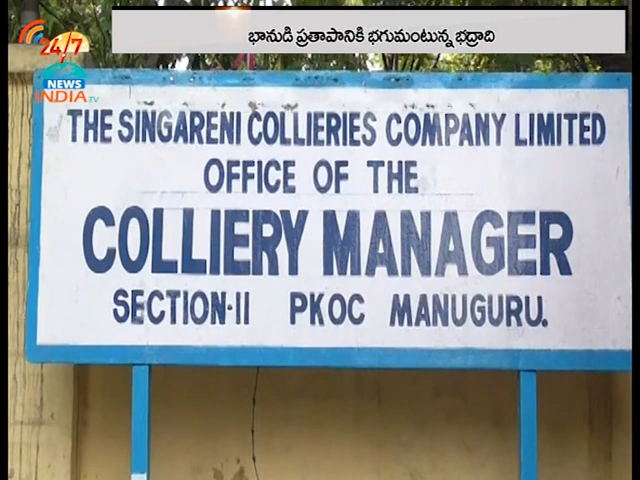 భానుడి ప్రతాపానికి భగుమంటున్న భద్రాది
24/7
NEWS
INDIA TV
THE SINGARENI COLLIERIES COMPANY LIMITED
OFFICE OF THE
COLLIERY MANAGER
SECTION-II PKOC MANUGURU.